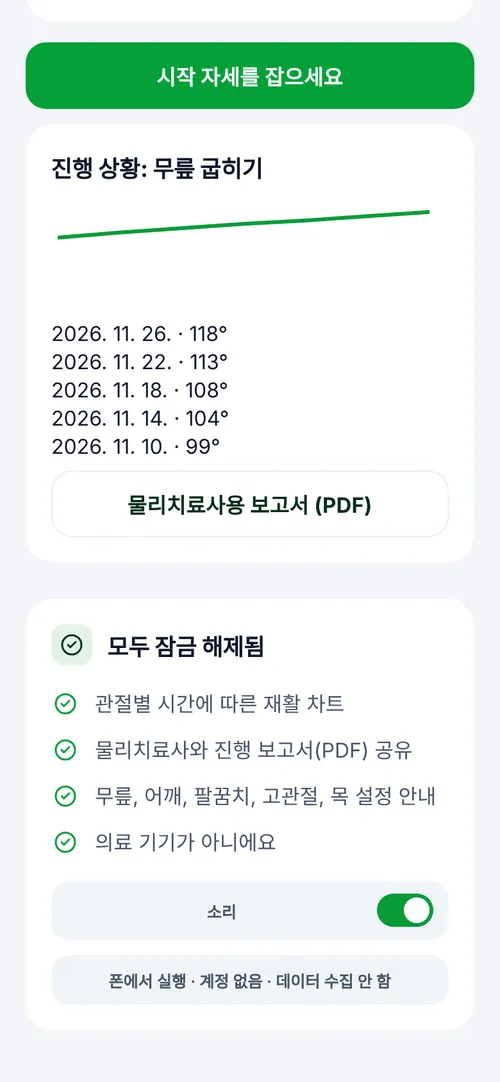 시작 자세를 잡으세요
진행 상황: 무릎 굽히기
2026. 11. 26. · 118°
2026. 11. 22. · 113°
2026. 11. 18. · 108°
2026. 11. 14. · 104°
2026. 11. 10. · 99°
물리치료사용 보고서 (PDF)
모두 잠금 해제됨
관절별 시간에 따른 재활 차트
물리치료사와 진행 보고서(PDF) 공유
무릎, 어깨, 팔꿈치, 고관절, 목 설정 안내
의료 기기가 아니에요
소리
폰에서 실행 · 계정 없음 · 데이터 수집 안 함